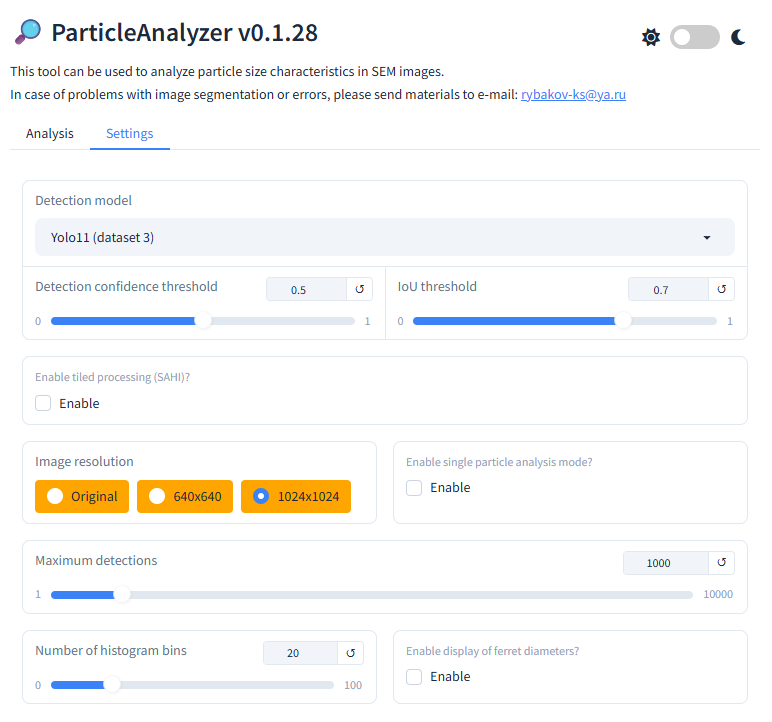 ParticleAnalyzer v0.1.28
This tool can be used to analyze particle size characteristics in SEM images.
In case of problems with image segmentation or errors, please send materials to e-mail: rybakov-ks@ya.ru
Analysis Settings
Detection model
Yolo11 (dataset 3)
Detection confidence threshold 0.5 ↺ IoU threshold 0.7 ↺
0 1 0 1
Enable tiled processing (SAHI)?
Enable
Image resolution Enable single particle analysis mode?
Original 640x640 1024x1024 Enable
Maximum detections 1000 ↺
1 10000
Number of histogram bins 20 ↺ Enable display of ferret diameters?
0 100 Enable